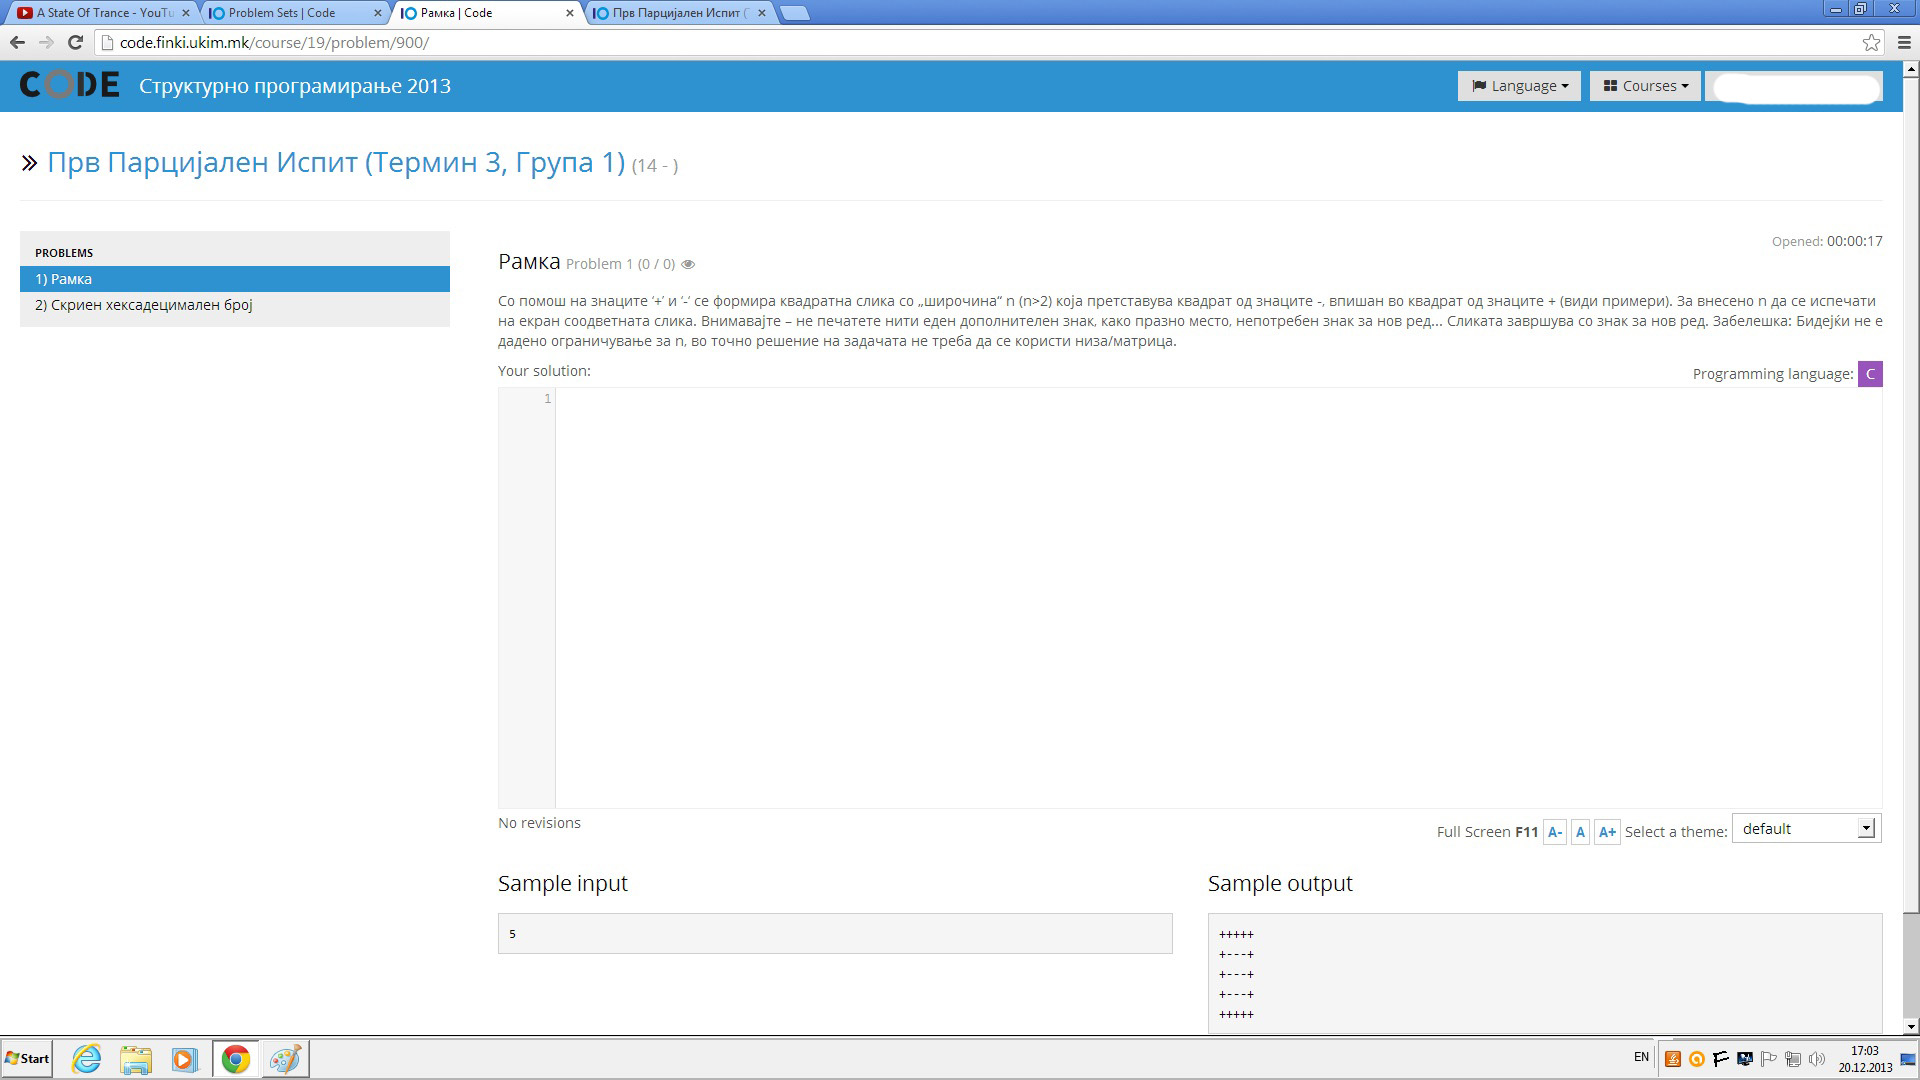 A State Of Trance - YouTu
Problem Sets | Code
Рамка | Code
Прв Парцијален Испит (
code.finki.ukim.mk/course/19/problem/900/
CODE Структурно програмирање 2013
Language
Courses
Прв Парцијален Испит (Термин 3, Група 1) (14 - )
PROBLEMS
1) Рамка
2) Скриен хексадецимален број
Opened: 00:00:17
Рамка Problem 1 (0 / 0)
Со помош на знаците ‘+’ и ‘-’ се формира квадратна слика со „широчина“ n (n>2) која претставува квадрат од знаците -, впишан во квадрат од знаците + (види примери). За внесено n да се испечати
на екран соодветната слика. Внимавајте – не печатете нити еден дополнителен знак, како празно место, непотребен знак за нов ред... Сликата завршува со знак за нов ред. Забелешка: Бидејќи не е
дадено ограничување за n, во точно решение на задачата не треба да се користи низа/матрица.
Your solution:
Programming language: C
1
No revisions
Full Screen F11 A- A A+ Select a theme: default
Sample input
Sample output
5
+++++
+---+
+---+
+---+
+++++
Start
EN
17:03
20.12.2013